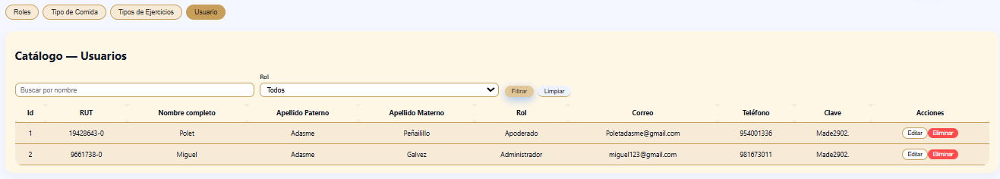 Roles Tipo de Comida Tipos de Ejercicios Usuario
Catálogo — Usuarios
Rol
Buscar por nombre Todos Filtrar Limpiar
Id RUT Nombre completo Apellido Paterno Apellido Materno Rol Correo Teléfono Clave Acciones
1 19428643-0 Polet Adasme Peñailillo Apoderado Poletadasme@gmail.com 954001336 Made2902. Editar Eliminar
2 9661738-0 Miguel Adasme Galvez Administrador miguel123@gmail.com 981673011 Made2902. Editar Eliminar